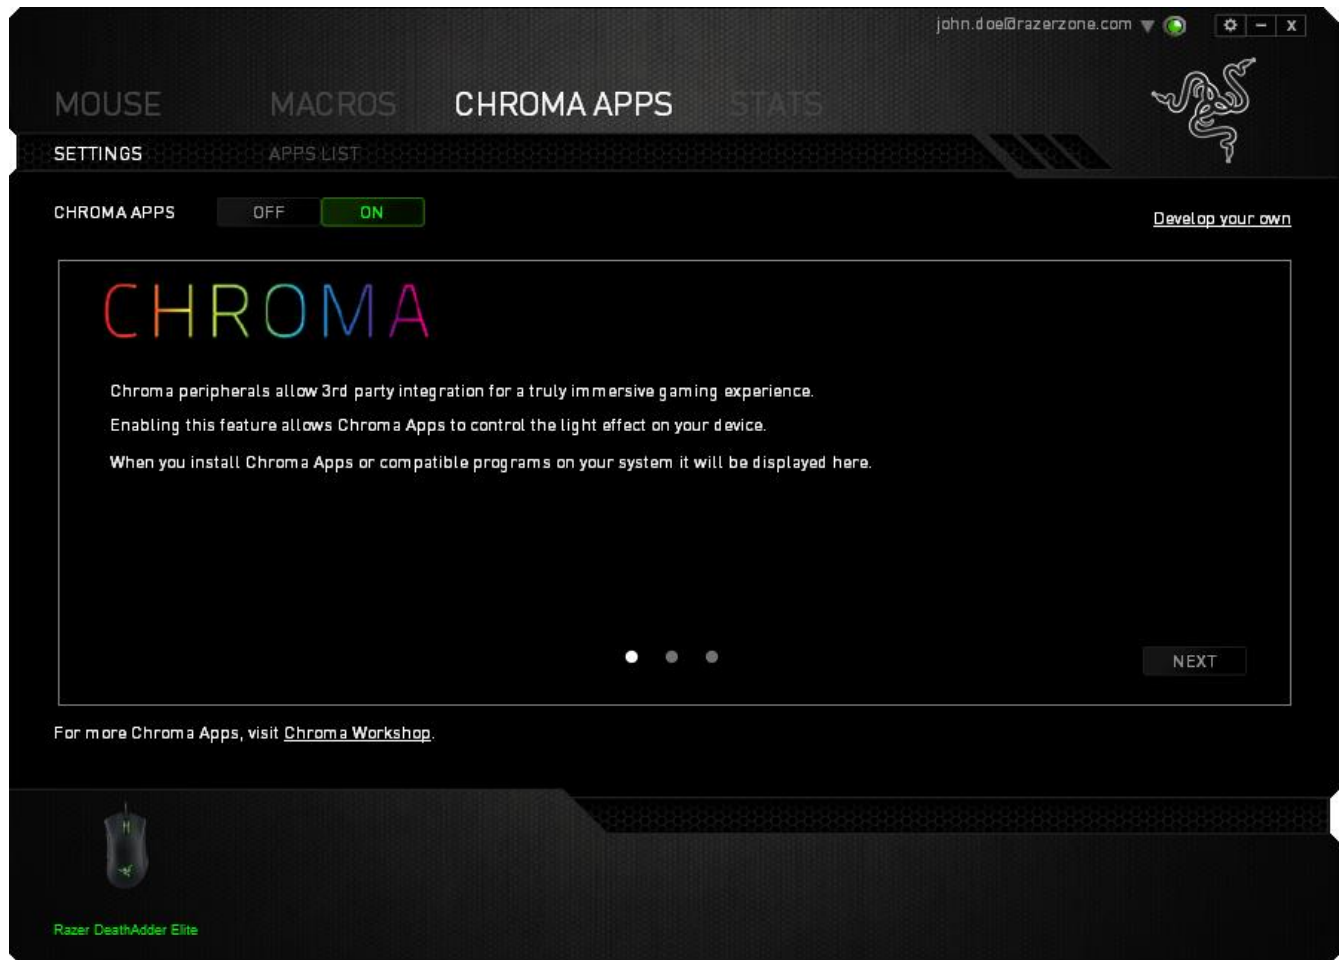 john.doe@razerzone.com
X
MOUSE MACROS CHROMA APPS STATS
SETTINGS APPS LIST
CHROMA APPS OFF ON
Develop your own
CHROMA
Chroma peripherals allow 3rd party integration for a truly immersive gaming experience.
Enabling this feature allows Chroma Apps to control the light effect on your device.
When you install Chroma Apps or compatible programs on your system it will be displayed here.
NEXT
For more Chroma Apps, visit Chroma Workshop.
Razer DeathAdder Elite